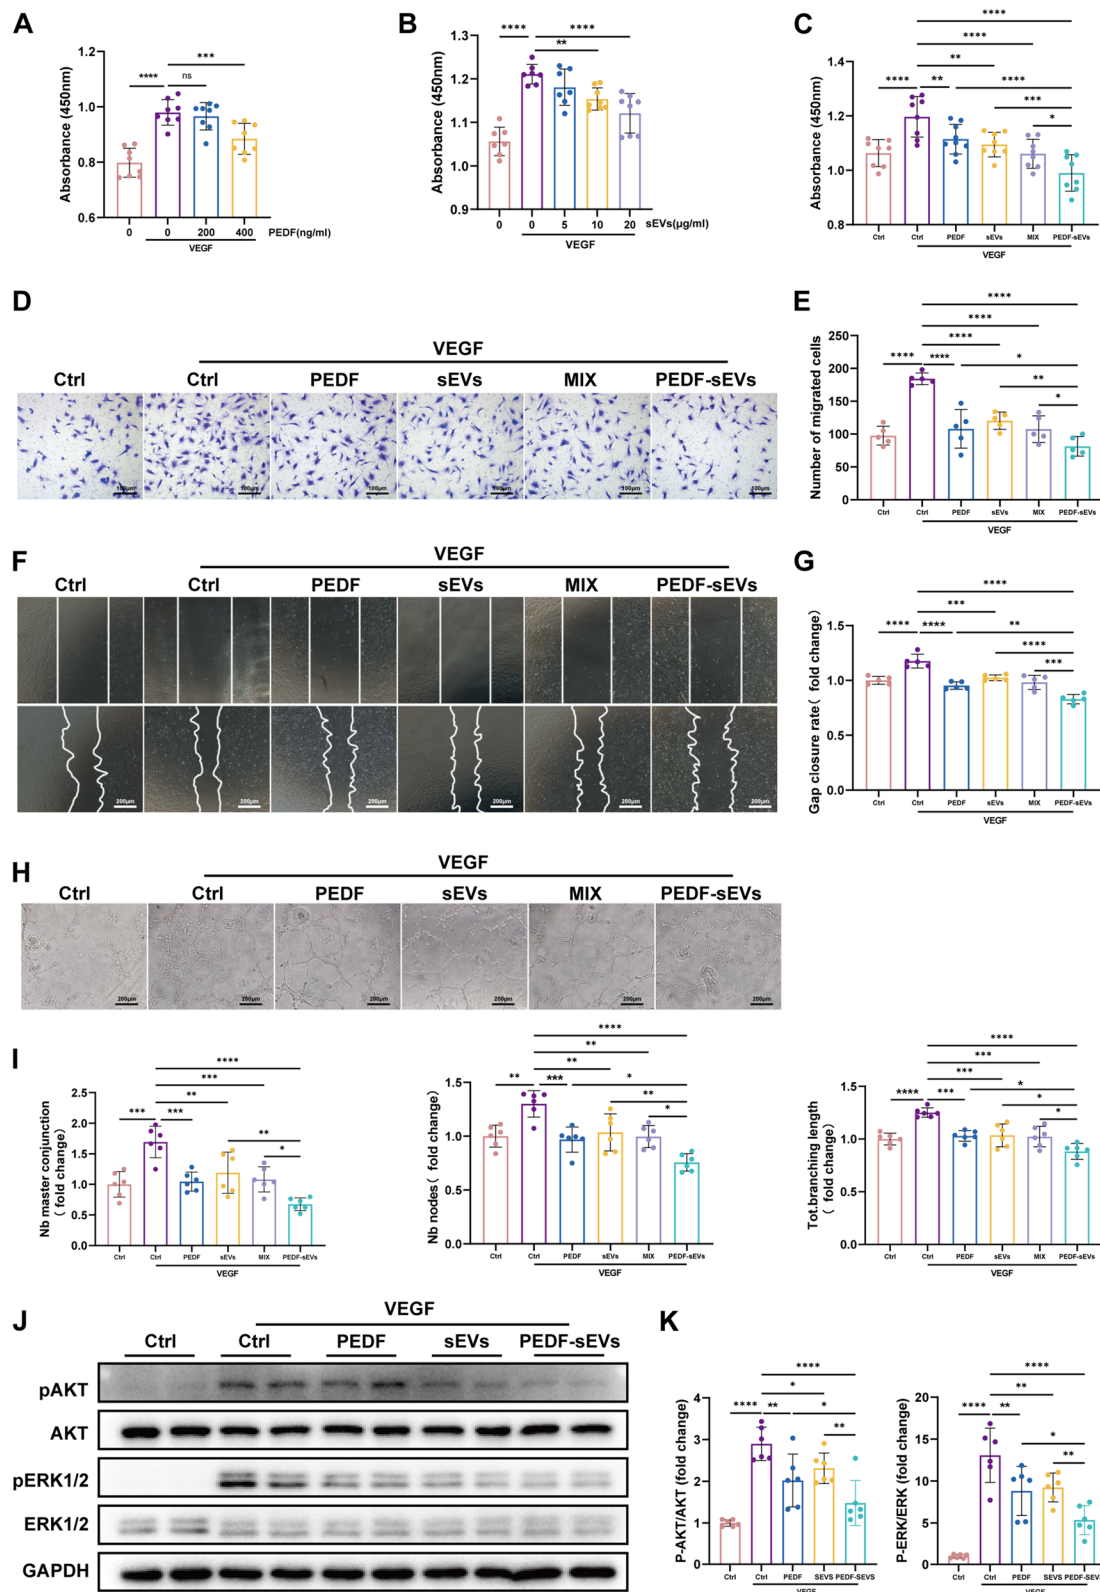 A
Absorbance (450nm)
1.2
1.0
0.8
0.6
****
ns
***
0 0 200 400 PEDF(ng/ml)
VEGF
B
Absorbance (450nm)
1.3
1.2
1.1
1.0
0.9
**** ****
**
0 0 5 10 20 sEVs(μg/ml)
VEGF
C
Absorbance (450nm)
1.2
1.0
0.8
****
****
** ****
**** ** ***
*
Ctrl Ctrl PEDF sEVs MIX PEDF-sEVs
VEGF
D
VEGF
Ctrl Ctrl PEDF sEVs MIX PEDF-sEVs
100μm 100μm 100μm 100μm 100μm 100μm
E
Number of migrated cells
250
200
150
100
50
0
****
****
****
**** **** *
**
*
Ctrl Ctrl PEDF sEVs MIX PEDF-sEVs
VEGF
F
VEGF
Ctrl Ctrl PEDF sEVs MIX PEDF-sEVs
200μm 200μm 200μm 200μm 200μm 200μm
G
Gap closure rate( fold change)
1.5
1.0
0.5
0.0
****
***
**** **** **
****
***
Ctrl Ctrl PEDF sEVs MIX PEDF-sEVs
VEGF
H
VEGF
Ctrl Ctrl PEDF sEVs MIX PEDF-sEVs
200μm 200μm 200μm 200μm 200μm 200μm
I
Nb master conjunction
( fold change)
2.5
2.0
1.5
1.0
0.5
0.0
****
***
**
*** *** **
*
Ctrl Ctrl PEDF sEVs MIX PEDF-sEVs
VEGF
Nb nodes( fold change)
1.5
1.0
0.5
0.0
****
**
**
** *** *
**
*
Ctrl Ctrl PEDF sEVs MIX PEDF-sEVs
VEGF
Tot.branching length
( fold change)
1.5
1.0
0.5
0.0
****
***
***
**** *** *
*
*
Ctrl Ctrl PEDF sEVs MIX PEDF-sEVs
VEGF
J
VEGF
Ctrl Ctrl PEDF sEVs PEDF-sEVs
pAKT
AKT
pERK1/2
ERK1/2
GAPDH
K
P-AKT/AKT (fold change)
4
3
2
1
0
****
*
**** ** *
**
Ctrl Ctrl PEDF SEVS PEDF-SEVS
VEGF
P-ERK/ERK (fold change)
20
15
10
5
0
****
**
**** **
*
**
Ctrl Ctrl PEDF SEVS PEDF-SEVS
VEGF